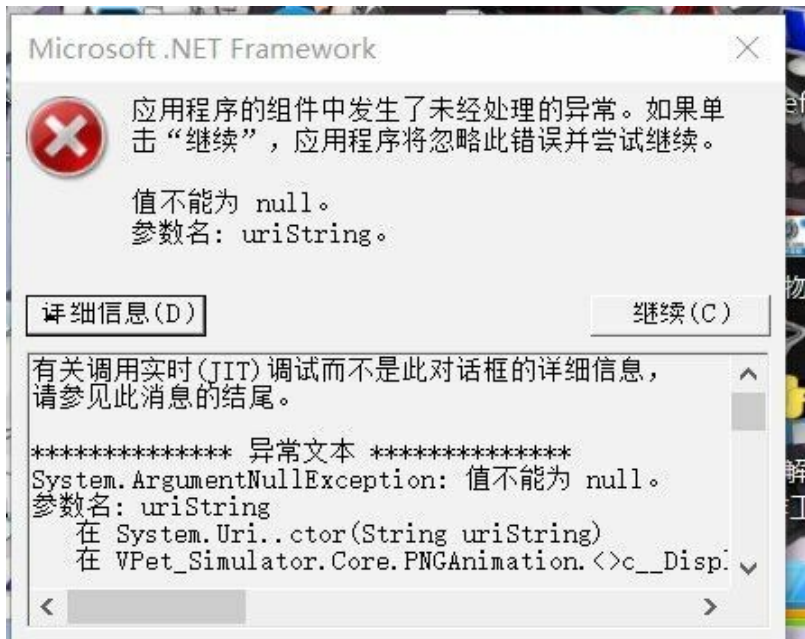 Microsoft .NET Framework
应用程序的组件中发生了未经处理的异常。如果单
击“继续”，应用程序将忽略此错误并尝试继续。
值不能为 null。
参数名: uriString。
详细信息(D)
继续(C)
有关调用实时(JIT)调试而不是此对话框的详细信息，
请参见此消息的结尾。
************** 异常文本 **************
System.ArgumentNullException: 值不能为 null。
参数名: uriString
在 System.Uri..ctor(String uriString)
在 VPet_Simulator.Core.PNGAnimation.<>c__Displ
物
解